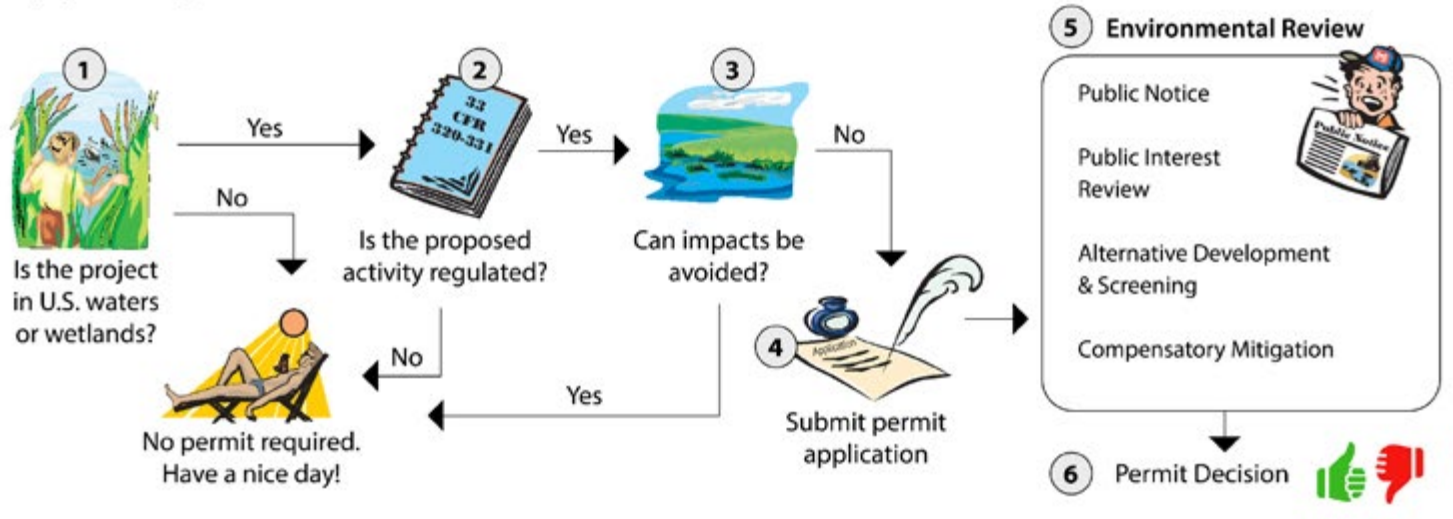 1
Is the project
in U.S. waters
or wetlands?
Yes
No
2
33
CFR
320-331
Is the proposed
activity regulated?
Yes
No
3
Can impacts be
avoided?
No
Yes
No permit required.
Have a nice day!
4
Application
Submit permit
application
5 Environmental Review
Public Notice
Public Interest
Review
Alternative Development
& Screening
Compensatory Mitigation
Public Notice
6 Permit Decision